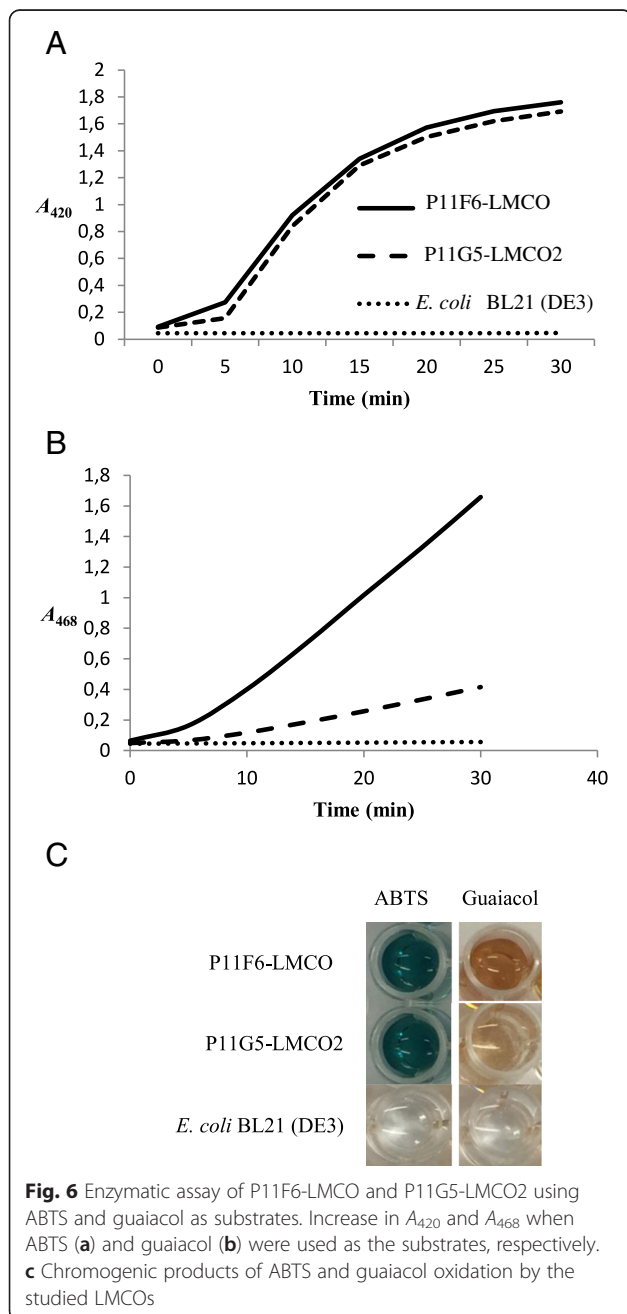 A
2
1,8
1,6
1,4
1,2
1
0,8
0,6
0,4
0,2
0
A420
P11F6-LMCO
P11G5-LMCO2
E. coli BL21 (DE3)
0 5 10 15 20 25 30
Time (min)
B
1,8
1,6
1,4
1,2
1
0,8
0,6
0,4
0,2
0
A468
0 10 20 30 40
Time (min)
C
ABTS Guaiacol
P11F6-LMCO
P11G5-LMCO2
E. coli BL21 (DE3)
Fig. 6 Enzymatic assay of P11F6-LMCO and P11G5-LMCO2 using
ABTS and guaiacol as substrates. Increase in A420 and A468 when
ABTS (a) and guaiacol (b) were used as the substrates, respectively.
c Chromogenic products of ABTS and guaiacol oxidation by the
studied LMCOs